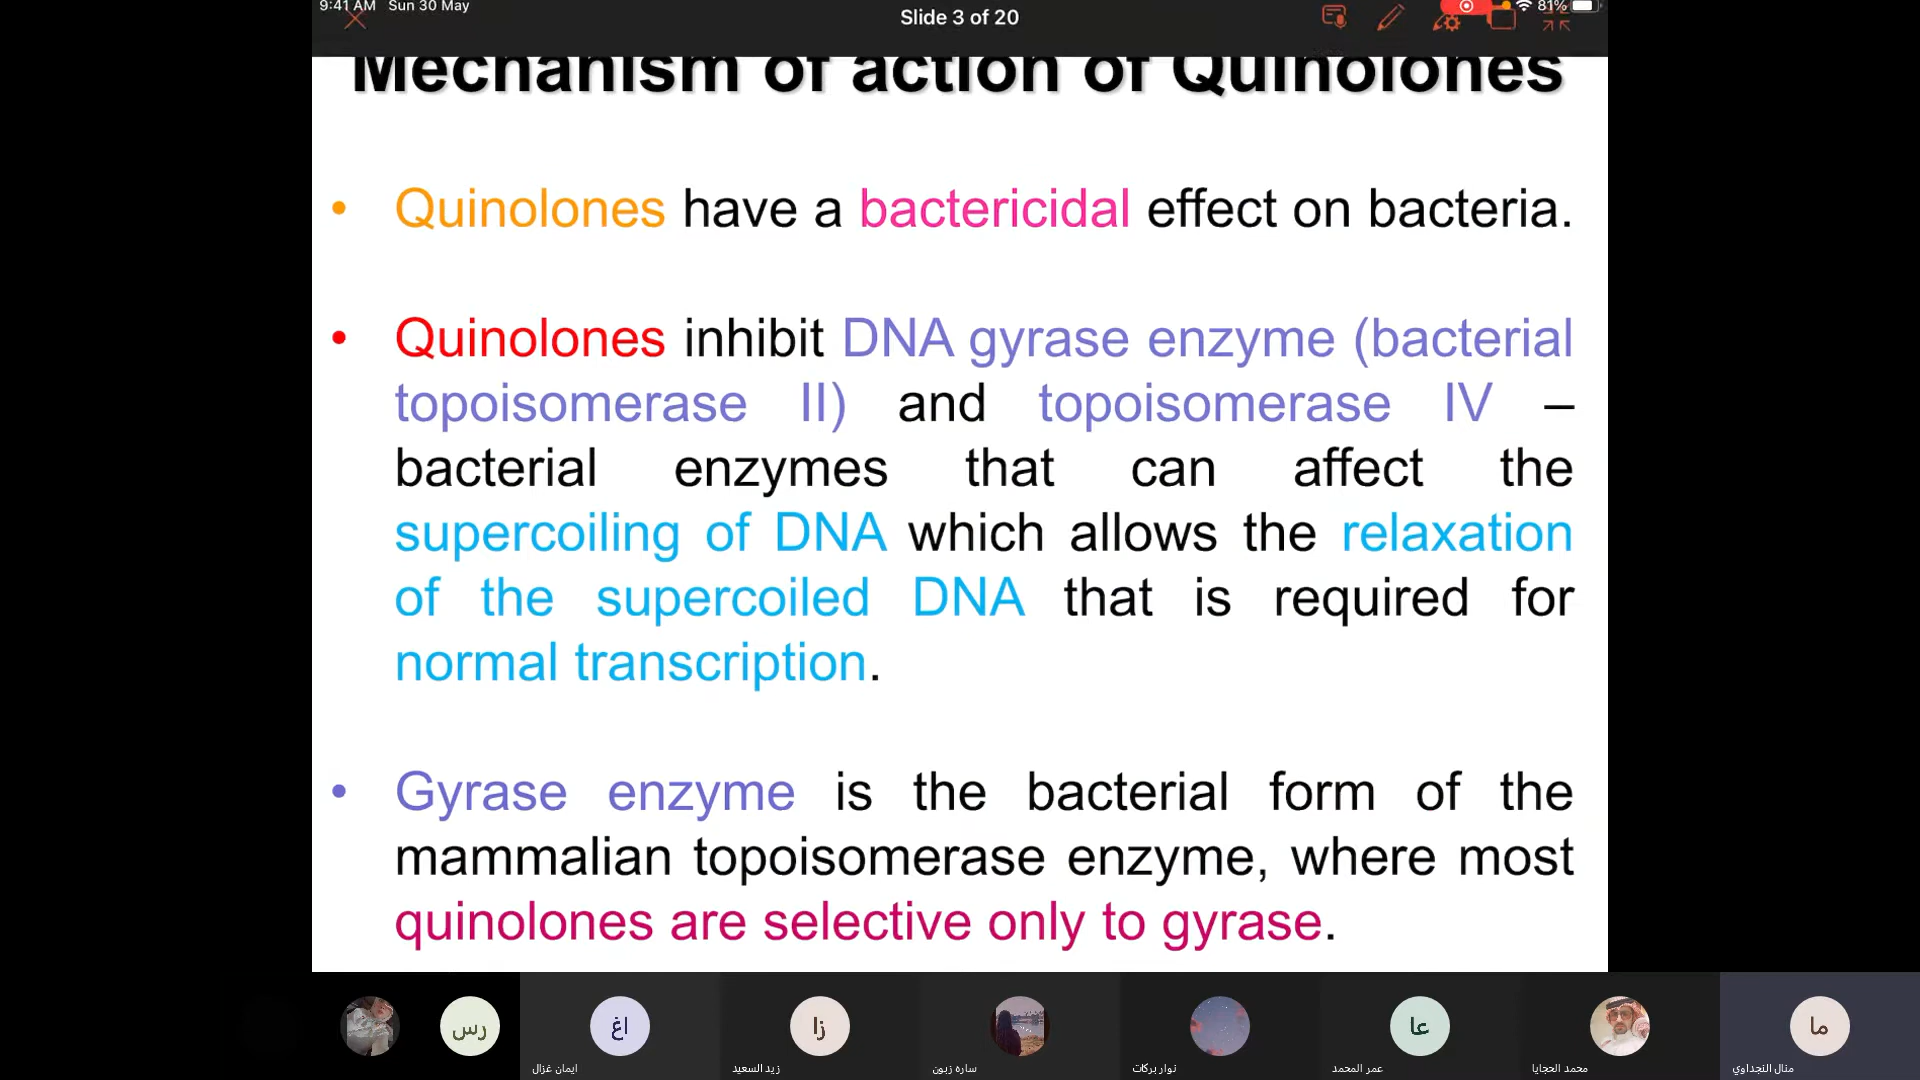 9:41 AM Sun 30 May
81%
Slide 3 of 20
Mechanism of action of Quinolones
• Quinolones have a bactericidal effect on bacteria.
• Quinolones inhibit DNA gyrase enzyme (bacterial
topoisomerase II) and topoisomerase IV –
bacterial enzymes that can affect the
supercoiling of DNA which allows the relaxation
of the supercoiled DNA that is required for
normal transcription.
• Gyrase enzyme is the bacterial form of the
mammalian topoisomerase enzyme, where most
quinolones are selective only to gyrase.
رس
اغ
زا
عا
ما
ايمان غزال
زيد السعيد
ساره زبون
نوار بركات
عمر المحمد
محمد الحجايا
منال النجداوي